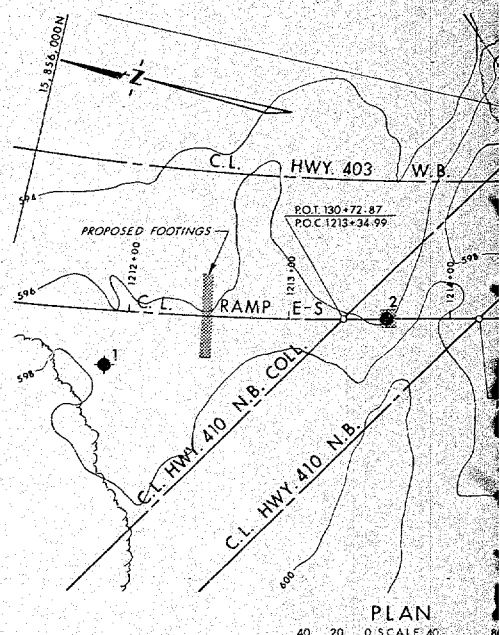 15,856,000N
N
C.L. HWY. 403 W.B.
594
P.O.T. 130+72.87
P.O.C. 1213+34.99
PROPOSED FOOTINGS
1212+00
1213+00
1214+00
598
596
C.L. RAMP E-S
2
1
598
C.L. HWY. 410 N.B. COLL.
C.L. HWY. 410 N.B.
600
PLAN
40 20 0 SCALE 40 80